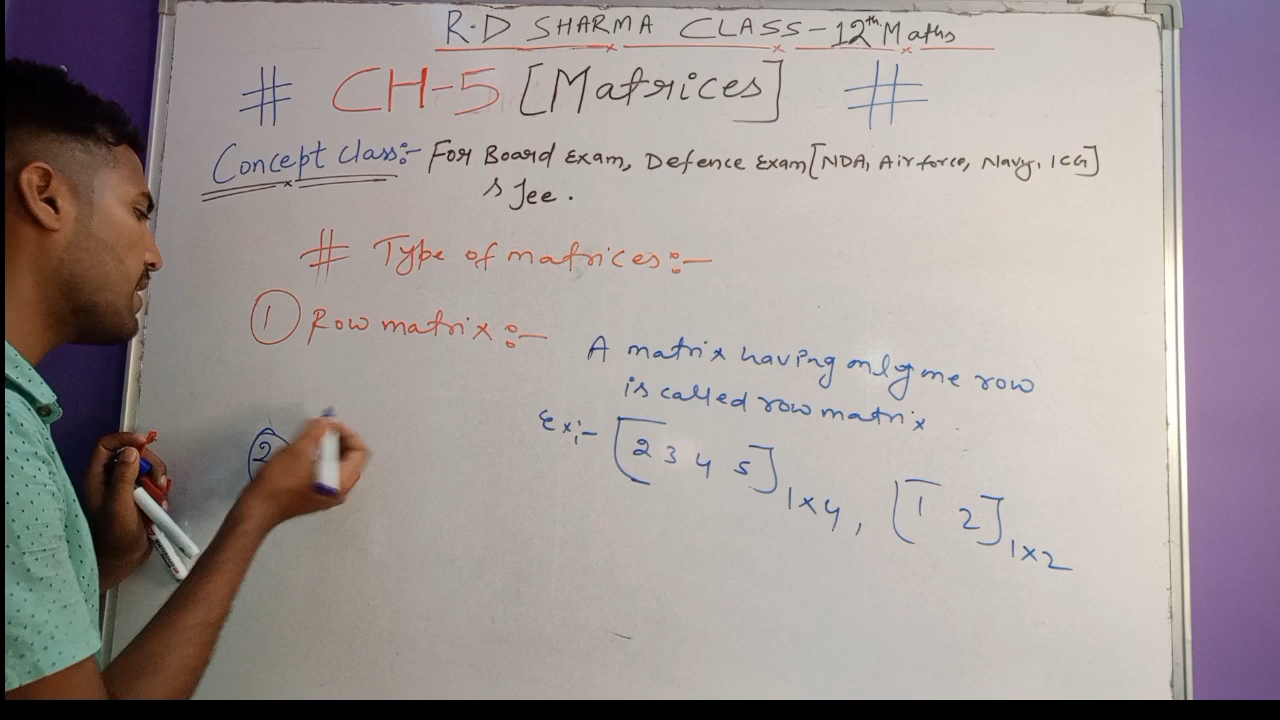 R.D SHARMA CLASS-12th Maths
# CH-5 [Matrices] #
Concept class:- For Board Exam, Defence Exam [NDA, Airforce, Navy, ICG]
& Jee.
# Type of matrices:-
① Row matrix:-
A matrix having only one row
is called row matrix
Ex:- [2 3 4 5]1×4, [1 2]1×2
②